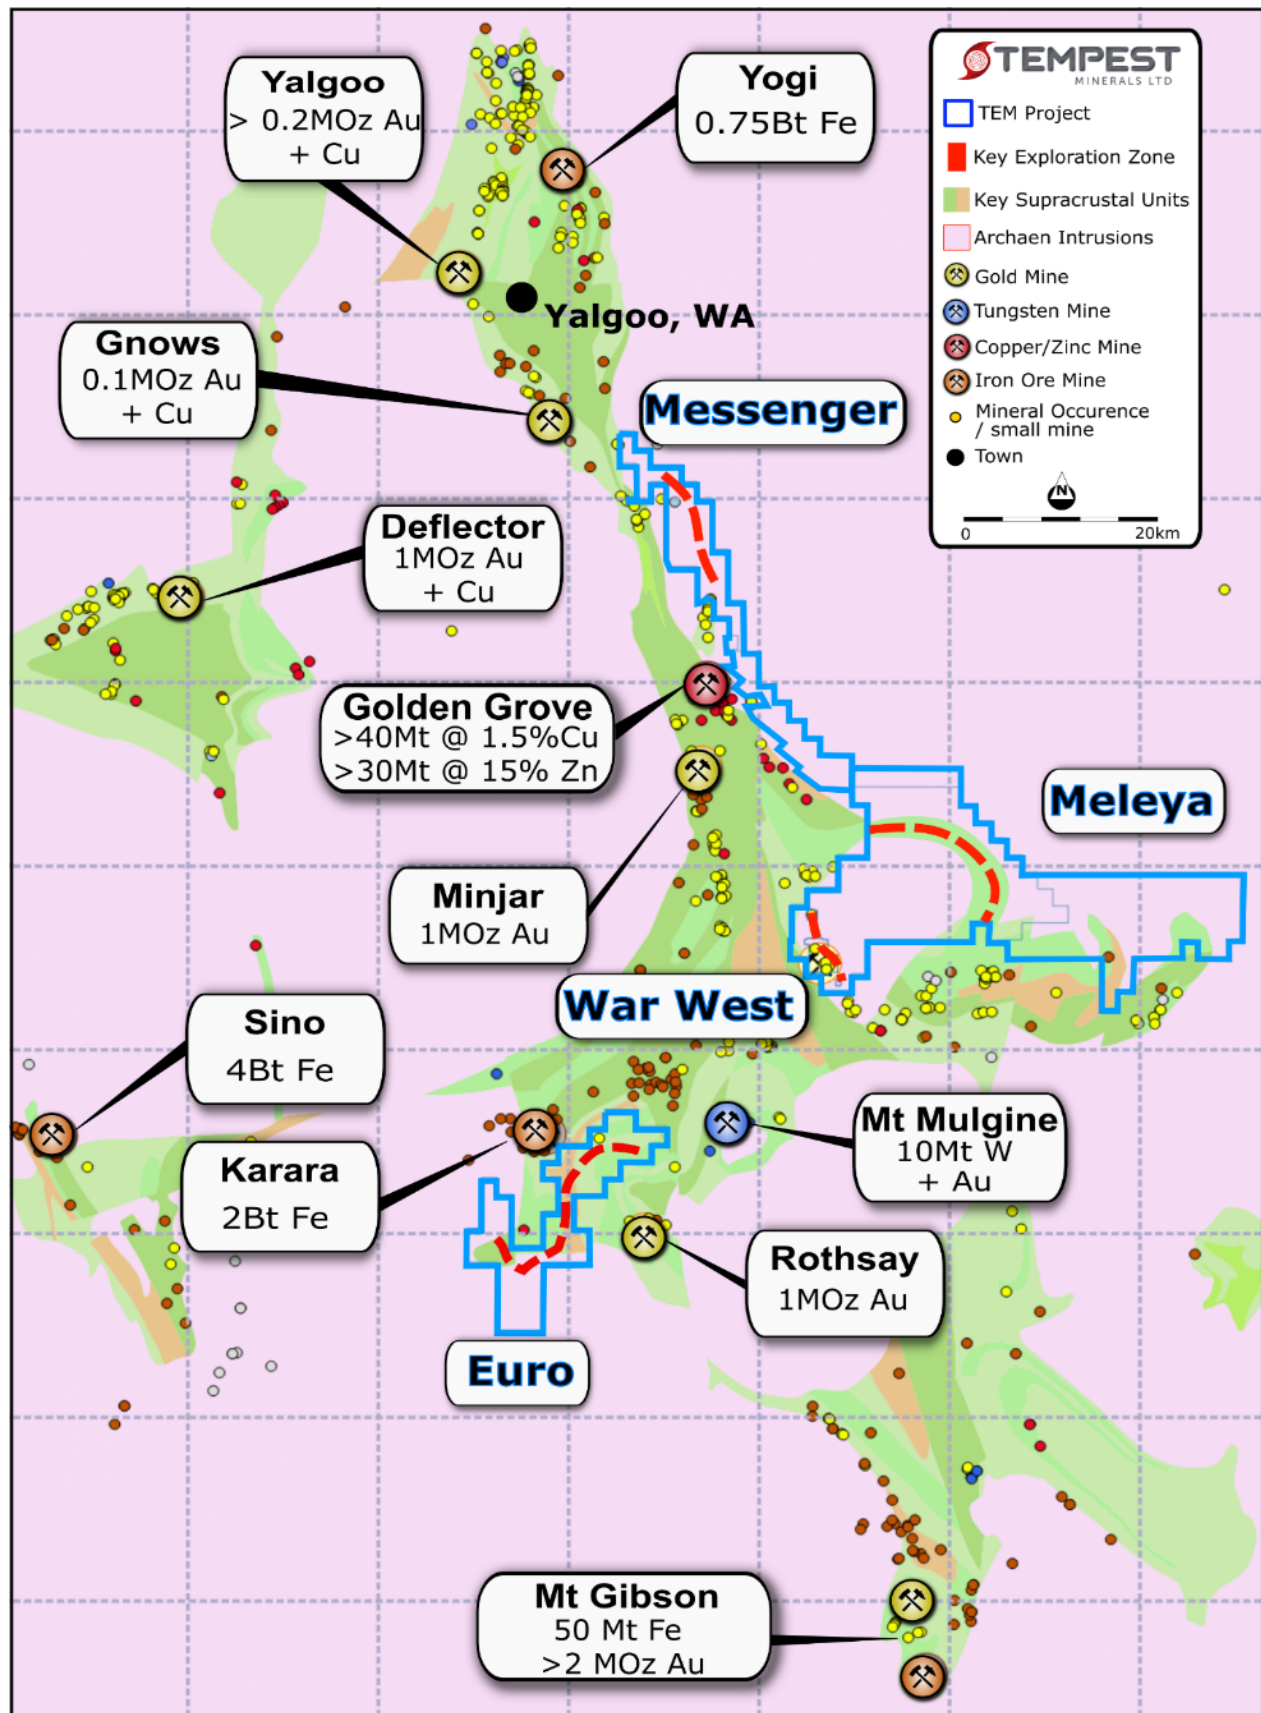 Yalgoo
> 0.2MOz Au
+ Cu
Yogi
0.75Bt Fe
TEMPEST
MINERALS LTD
TEM Project
Key Exploration Zone
Key Supracrustal Units
Archaen Intrusions
Gold Mine
Tungsten Mine
Copper/Zinc Mine
Iron Ore Mine
Mineral Occurence
/ small mine
Town
N
0 20km
Yalgoo, WA
Gnows
0.1MOz Au
+ Cu
Messenger
Deflector
1MOz Au
+ Cu
Golden Grove
>40Mt @ 1.5%Cu
>30Mt @ 15% Zn
Meleya
Minjar
1MOz Au
War West
Sino
4Bt Fe
Karara
2Bt Fe
Mt Mulgine
10Mt W
+ Au
Rothsay
1MOz Au
Euro
Mt Gibson
50 Mt Fe
>2 MOz Au